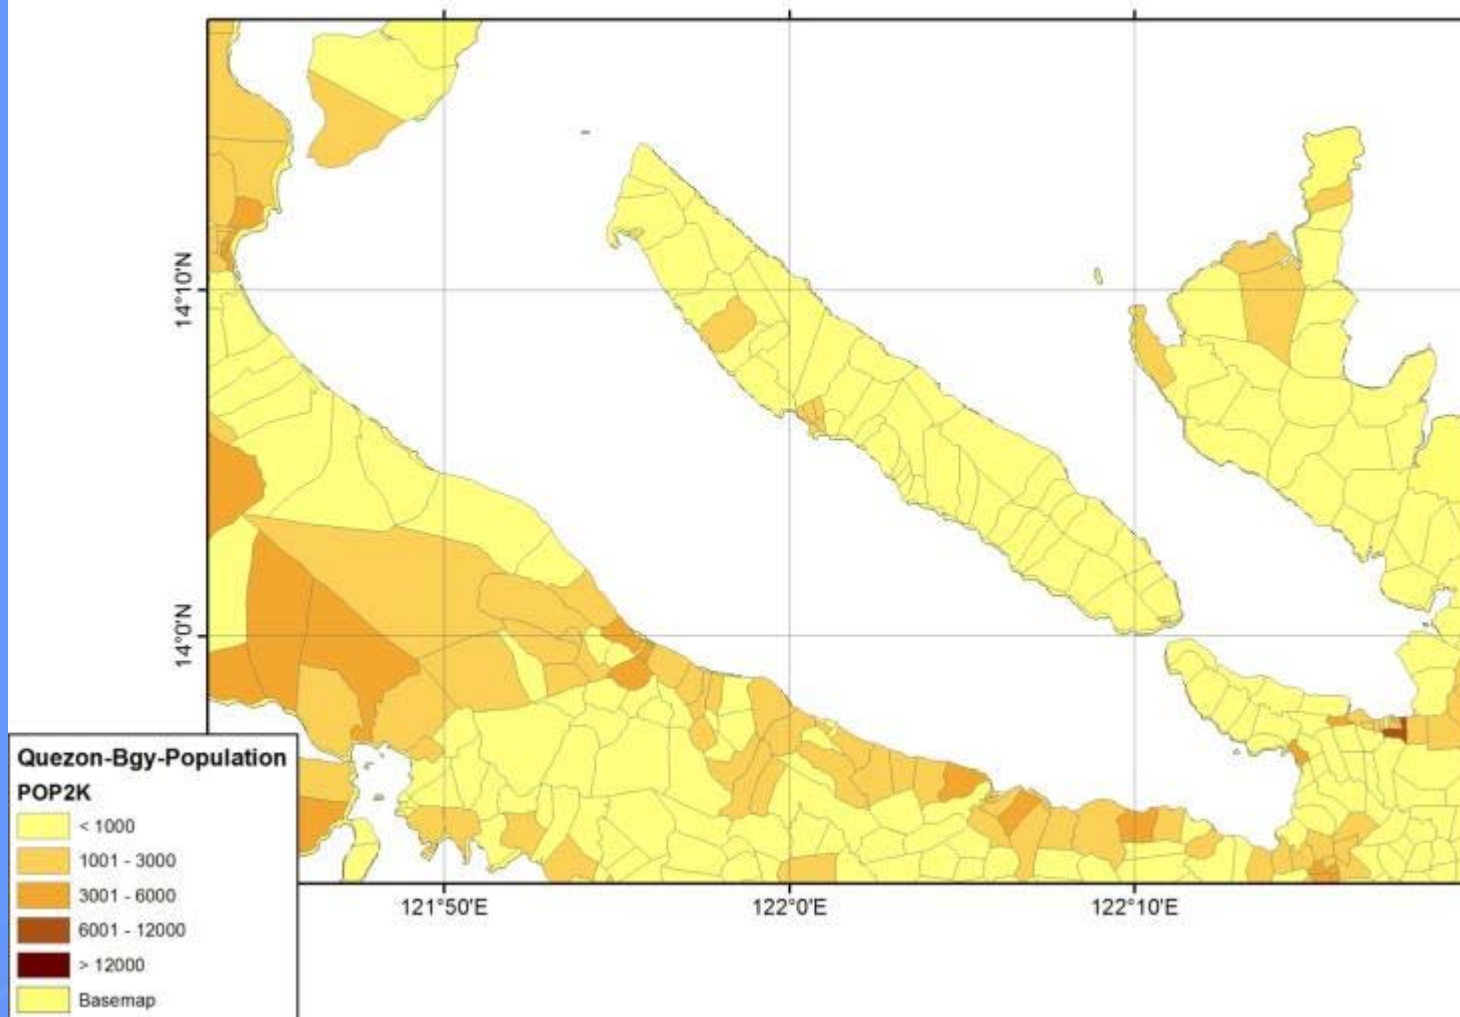 14°10'N
14°0'N
121°50'E
122°0'E
122°10'E
Quezon-Bgy-Population
POP2K
< 1000
1001 - 3000
3001 - 6000
6001 - 12000
> 12000
Basemap